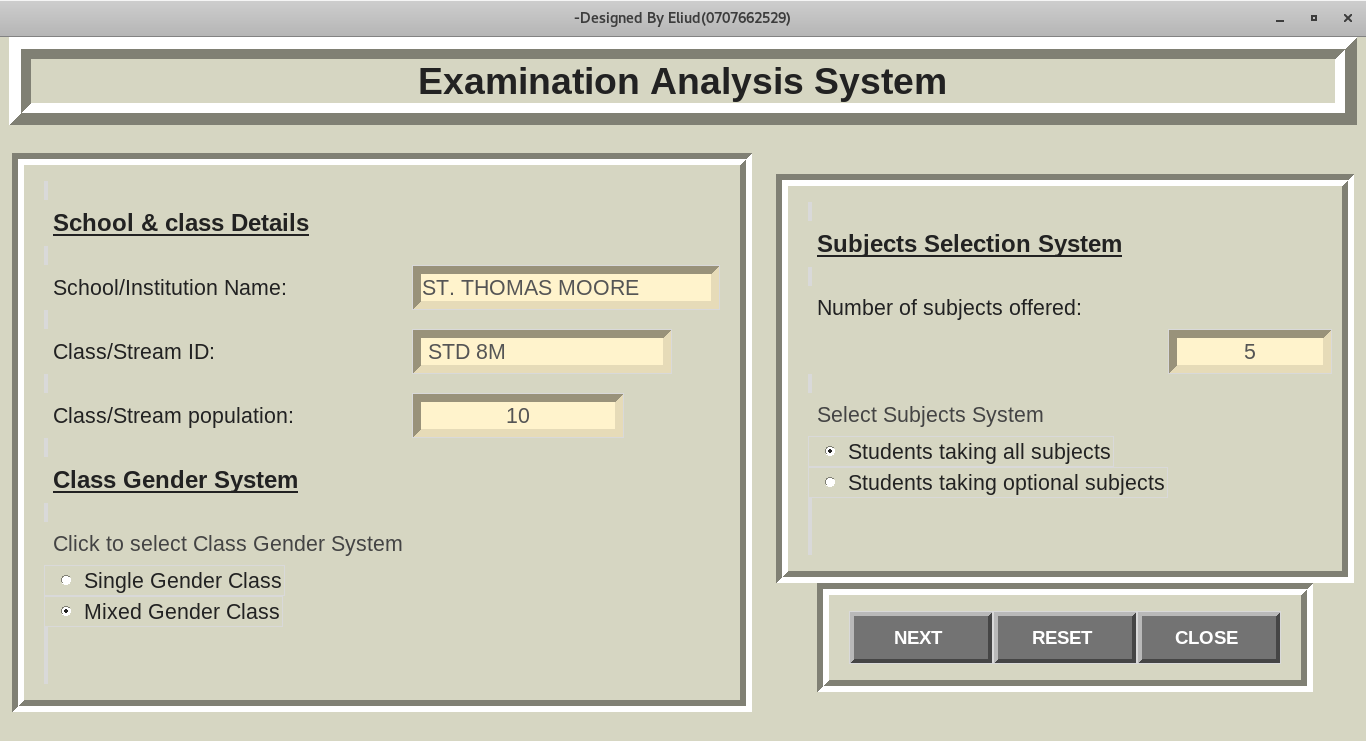 -Designed By Eliud(0707662529)
Examination Analysis System
School & class Details
School/Institution Name: ST. THOMAS MOORE
Class/Stream ID: STD 8M
Class/Stream population: 10
Class Gender System
Click to select Class Gender System
Single Gender Class
Mixed Gender Class
Subjects Selection System
Number of subjects offered:
5
Select Subjects System
Students taking all subjects
Students taking optional subjects
NEXT RESET CLOSE